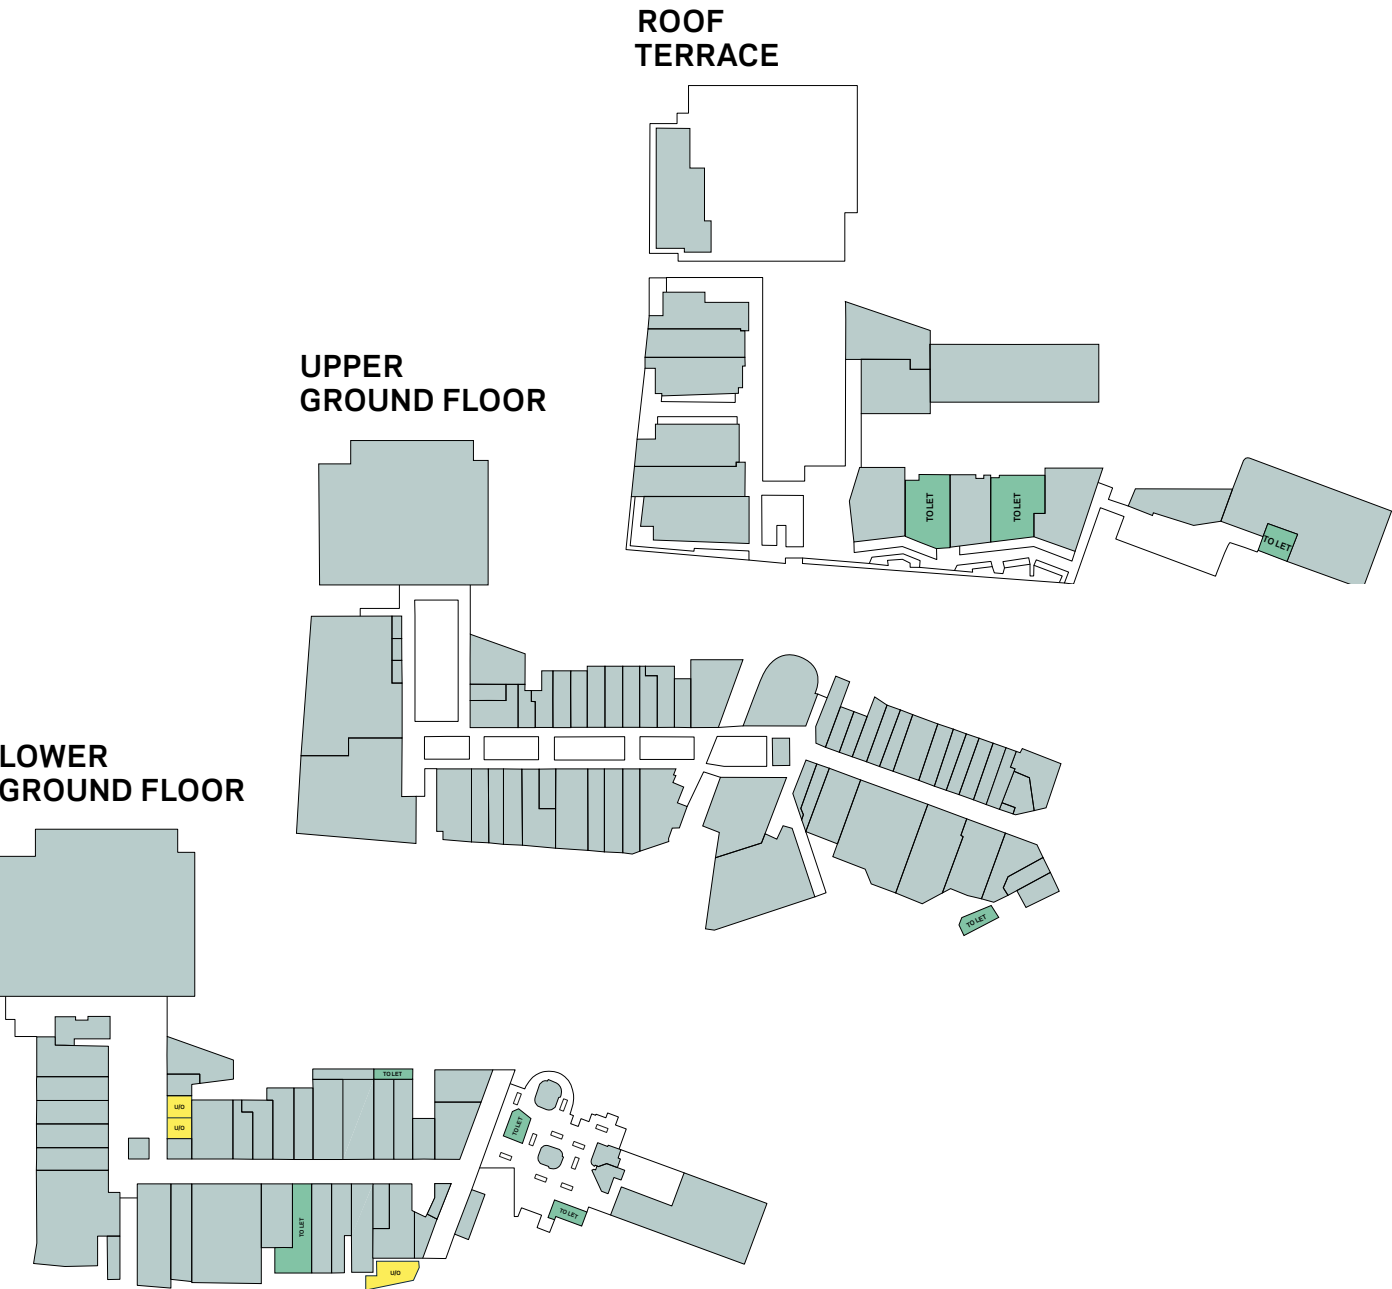 ROOF
TERRACE
UPPER
GROUND FLOOR
TO LET
TO LET
TO LET
LOWER
GROUND FLOOR
TO LET
TO LET
U/O
U/O
TO LET
TO LET
TO LET
U/O